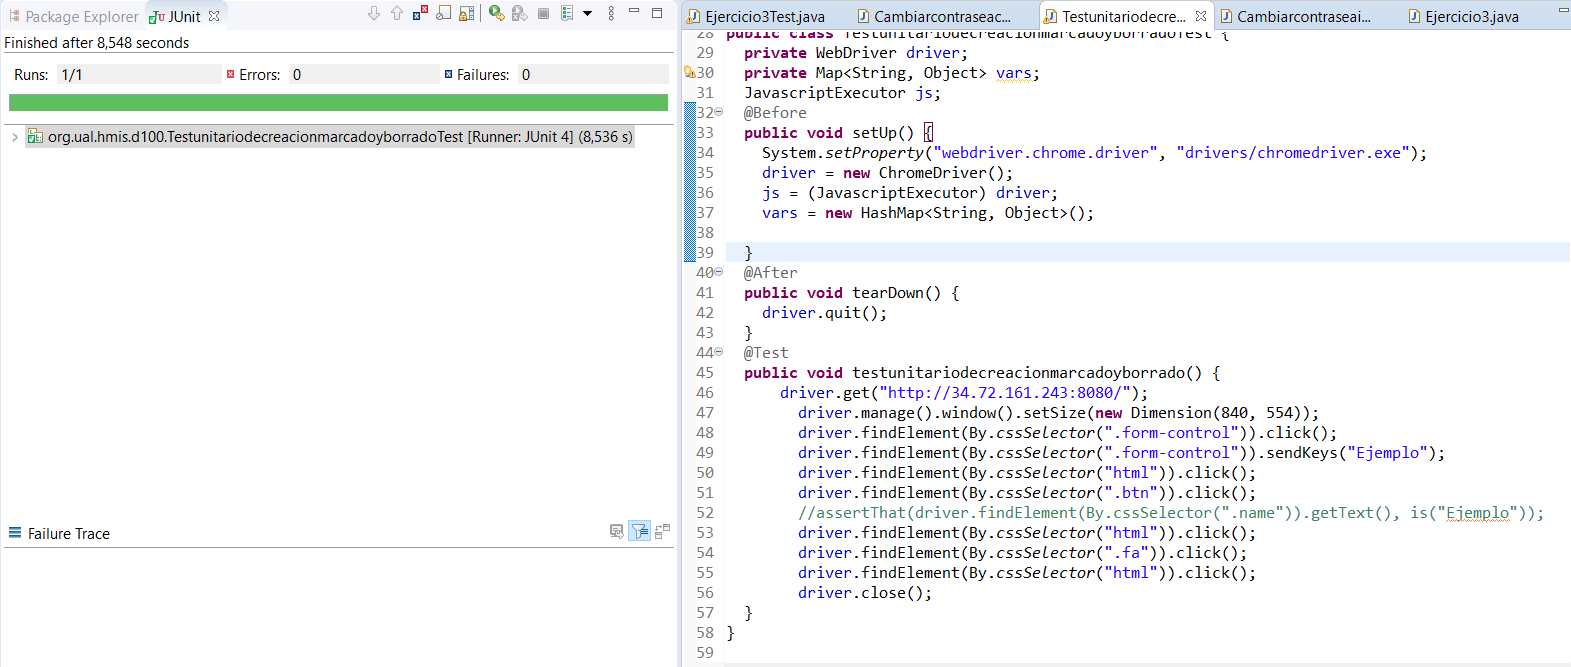 Package Explorer
JUnit
Finished after 8,548 seconds
Runs: 1/1
Errors: 0
Failures: 0
org.ual.hmis.d100.TestunitariodecreacionmarcadoyborradoTest [Runner: JUnit 4] (8,536 s)
Failure Trace
Ejercicio3Test.java
Cambiarcontraseac...
Testunitariodecre...
Cambiarcontraseai...
Ejercicio3.java
28 public class TestunitariodecreacionmarcadoyborradoTest {
29 private WebDriver driver;
30 private Map<String, Object> vars;
31 JavascriptExecutor js;
32 @Before
33 public void setUp() {
34 System.setProperty("webdriver.chrome.driver", "drivers/chromedriver.exe");
35 driver = new ChromeDriver();
36 js = (JavascriptExecutor) driver;
37 vars = new HashMap<String, Object>();
38
39 }
40 @After
41 public void tearDown() {
42 driver.quit();
43 }
44 @Test
45 public void testunitariodecreacionmarcadoyborrado() {
46 driver.get("http://34.72.161.243:8080/");
47 driver.manage().window().setSize(new Dimension(840, 554));
48 driver.findElement(By.cssSelector(".form-control")).click();
49 driver.findElement(By.cssSelector(".form-control")).sendKeys("Ejemplo");
50 driver.findElement(By.cssSelector("html")).click();
51 driver.findElement(By.cssSelector(".btn")).click();
52 //assertThat(driver.findElement(By.cssSelector(".name")).getText(), is("Ejemplo"));
53 driver.findElement(By.cssSelector("html")).click();
54 driver.findElement(By.cssSelector(".fa")).click();
55 driver.findElement(By.cssSelector("html")).click();
56 driver.close();
57 }
58 }
59